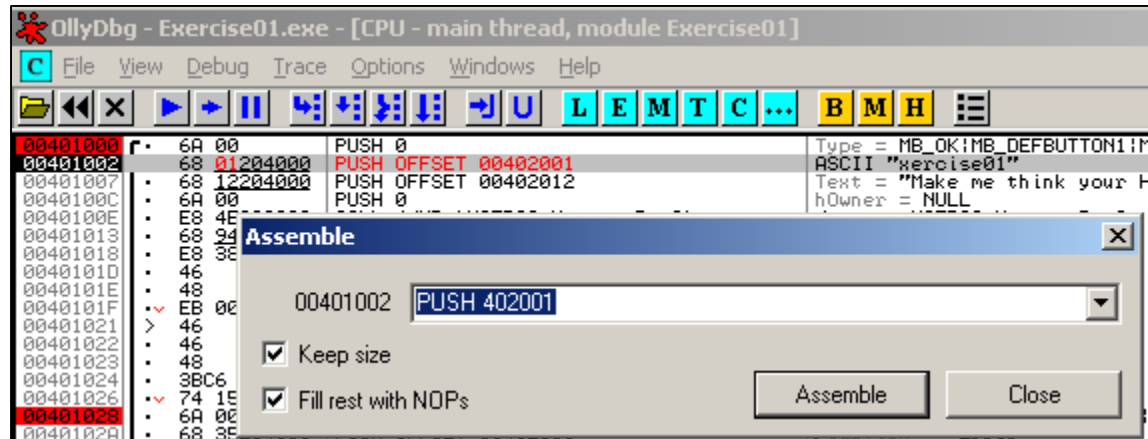 OllyDbg - Exercise01.exe - [CPU - main thread, module Exercise01]
C File View Debug Trace Options Windows Help
L E M T C ... B M H
00401000 6A 00 PUSH 0 Type = MB_OK|MB_DEFBUTTON1|M
00401002 68 01204000 PUSH OFFSET 00402001 ASCII "xercise01"
00401007 68 12204000 PUSH OFFSET 00402012 Text = "Make me think your H
0040100C 6A 00 PUSH 0 hOwner = NULL
0040100E E8
00401013 68 94
00401018 E8 38
0040101D 46
0040101E 48
0040101F EB 00
00401021 > 46
00401022 46
00401023 48
00401024 3BC6
00401026 74 15
00401028 6A 00
0040102A 68
Assemble
00401002 PUSH 402001
Keep size
Fill rest with NOPs
Assemble Close